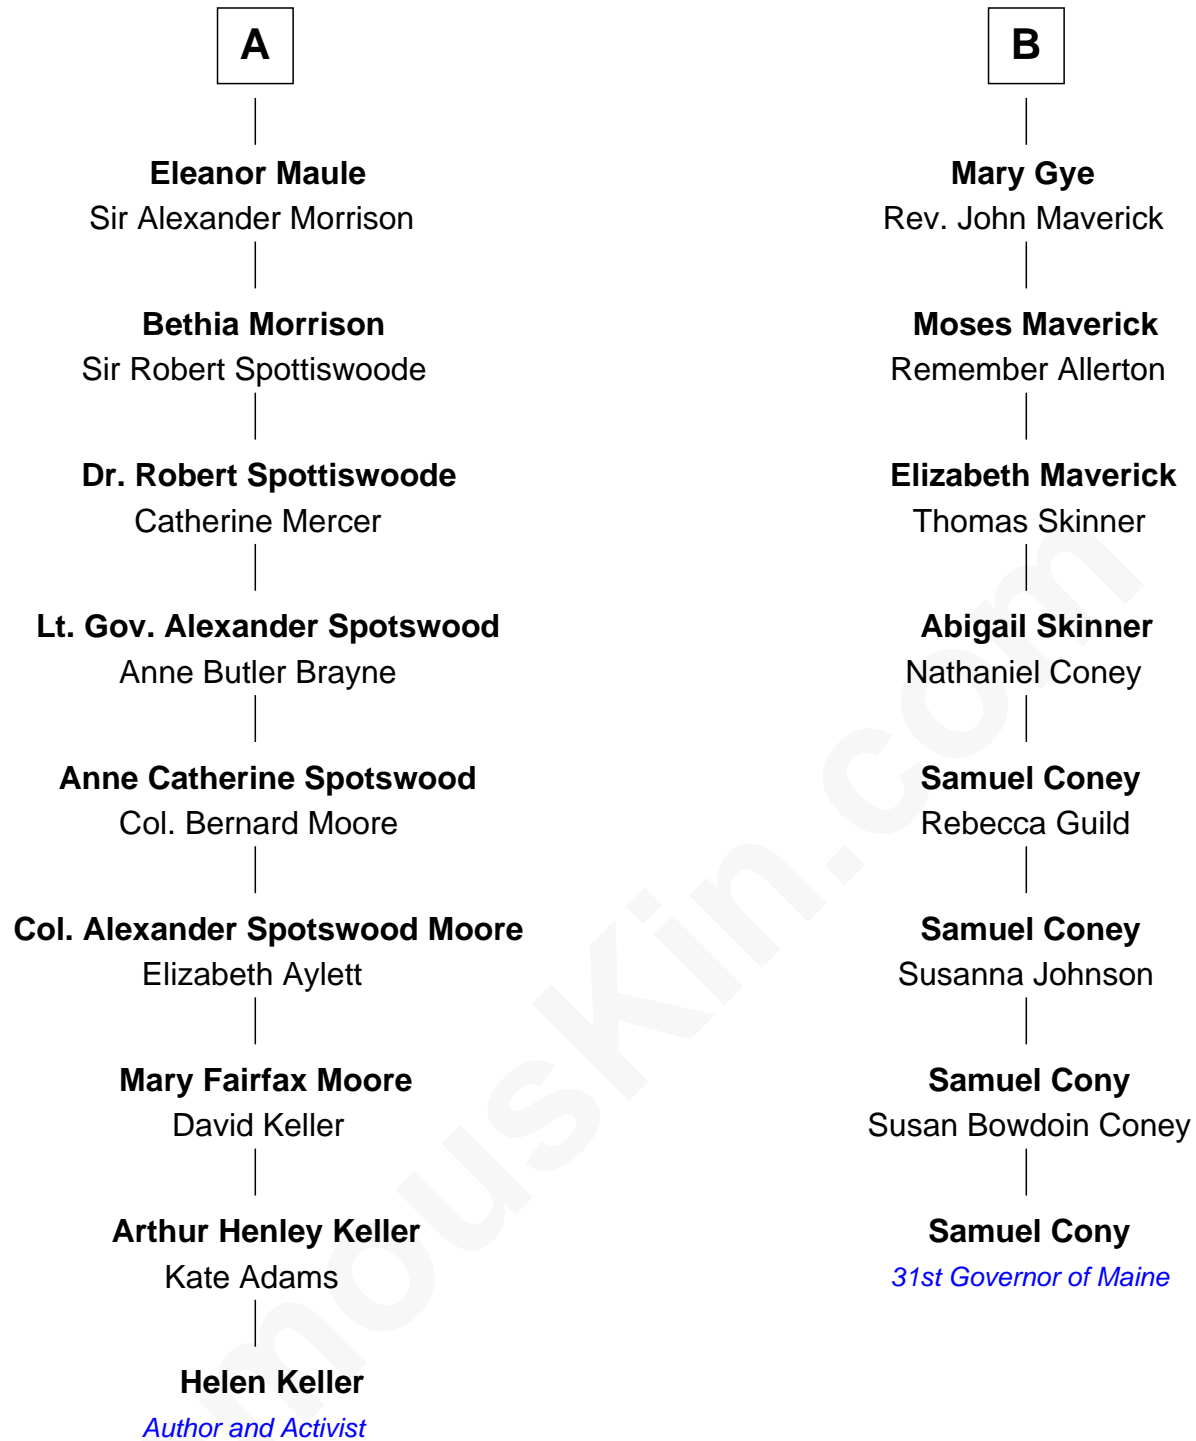 A
Eleanor Maule
Sir Alexander Morrison
Bethia Morrison
Sir Robert Spottiswoode
Dr. Robert Spottiswoode
Catherine Mercer
Lt. Gov. Alexander Spotswood
Anne Butler Brayne
Anne Catherine Spotswood
Col. Bernard Moore
Col. Alexander Spotswood Moore
Elizabeth Aylett
Mary Fairfax Moore
David Keller
Arthur Henley Keller
Kate Adams
Helen Keller
Author and Activist
B
Mary Gye
Rev. John Maverick
Moses Maverick
Remember Allerton
Elizabeth Maverick
Thomas Skinner
Abigail Skinner
Nathaniel Coney
Samuel Coney
Rebecca Guild
Samuel Coney
Susanna Johnson
Samuel Cony
Susan Bowdoin Coney
Samuel Cony
31st Governor of Maine
mousKin.com